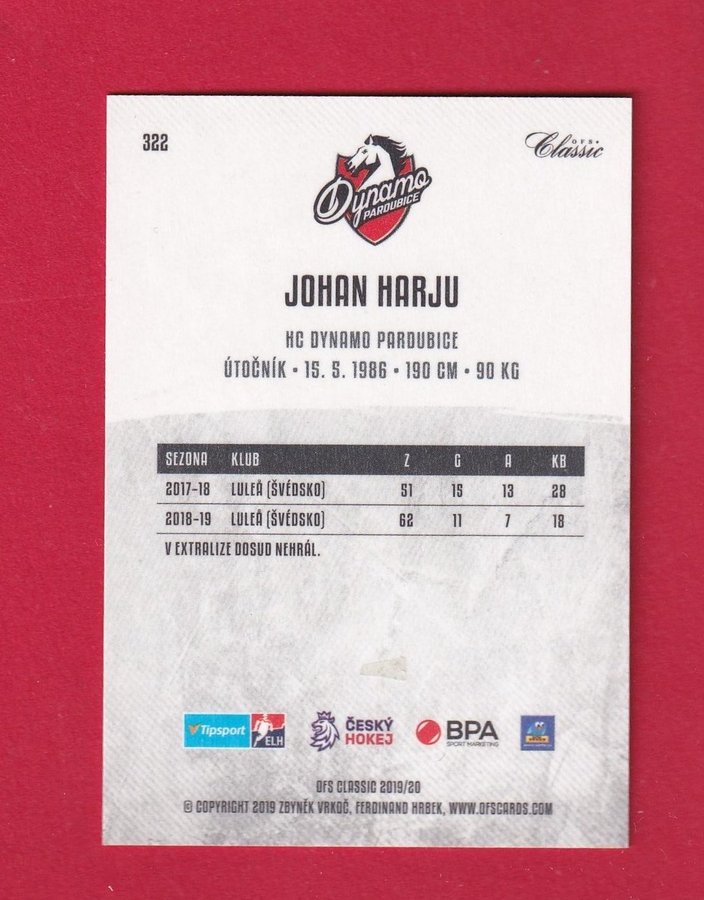 322
OFS
Classic
Dynamo
PARDUBICE
JOHAN HARJU
HC DYNAMO PARDUBICE
ÚTOČNÍK • 15. 5. 1986 • 190 CM • 90 KG
SEZONA KLUB Z G A KB
2017-18 LULEÅ (ŠVÉDSKO) 51 15 13 28
2018-19 LULEÅ (ŠVÉDSKO) 62 11 7 18
V EXTRALIZE DOSUD NEHRÁL.
Tipsport ELH
ČESKÝ
HOKEJ
BPA
SPORT MARKETING
OFS CLASSIC 2019/20
© COPYRIGHT 2019 ZBYNĚK VRKOČ, FERDINAND HRBEK, WWW.OFSCARDS.COM